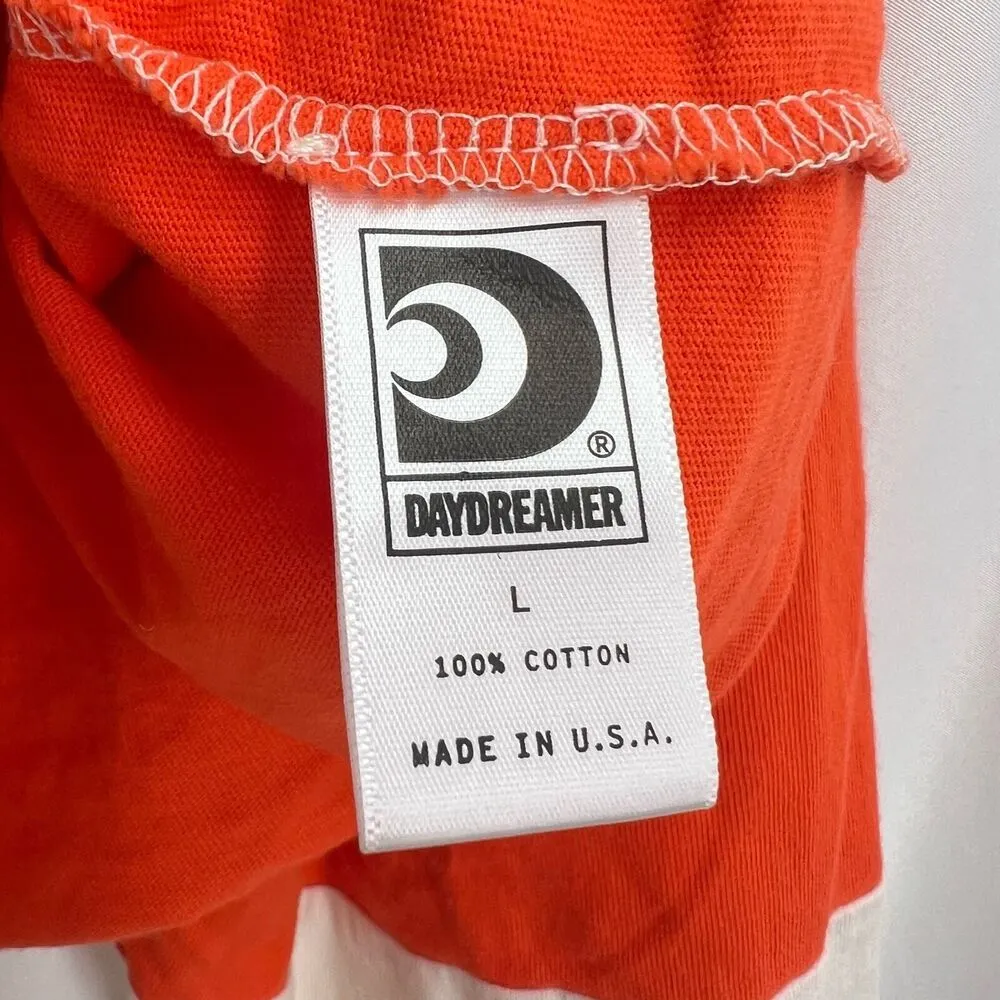 ®
DAYDREAMER
L
100% COTTON
MADE IN U.S.A.